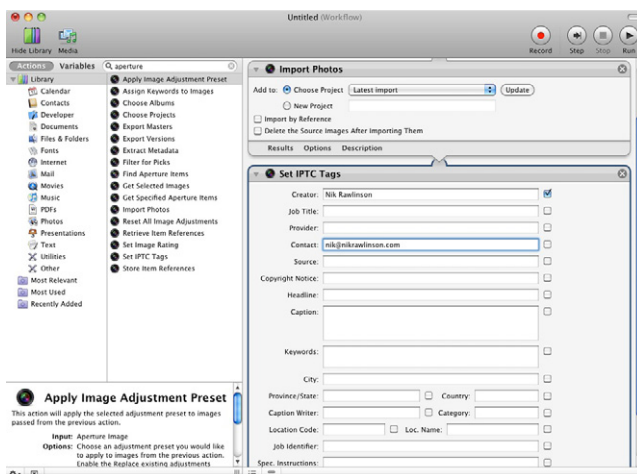 Untitled (Workflow)
Hide Library Media
Record Step Stop Run
Actions Variables
aperture
Library
Calendar
Contacts
Developer
Documents
Files & Folders
Fonts
Internet
Mail
Movies
Music
PDFs
Photos
Presentations
Text
Utilities
Other
Most Relevant
Most Used
Recently Added
Apply Image Adjustment Preset
Assign Keywords to Images
Choose Albums
Choose Projects
Export Masters
Export Versions
Extract Metadata
Filter for Picks
Find Aperture Items
Get Selected Images
Get Specified Aperture Items
Import Photos
Reset All Image Adjustments
Retrieve Item References
Set Image Rating
Set IPTC Tags
Store Item References
Apply Image Adjustment Preset
This action will apply the selected adjustment preset to images
passed from the previous action.
Input: Aperture Image
Options: Choose an adjustment preset you would like
to apply to images from the previous action.
Enable the Replace existing adjustments
Import Photos
Add to: Choose Project Latest import Update
New Project
Import by Reference
Delete the Source Images After Importing Them
Results Options Description
Set IPTC Tags
Creator: Nik Rawlinson
Job Title:
Provider:
Contact: nik@nikrawlinson.com
Source:
Copyright Notice:
Headline:
Caption:
Keywords:
City:
Province/State: Country:
Caption Writer: Category:
Location Code: Loc. Name:
Job Identifier:
Spec. Instructions: